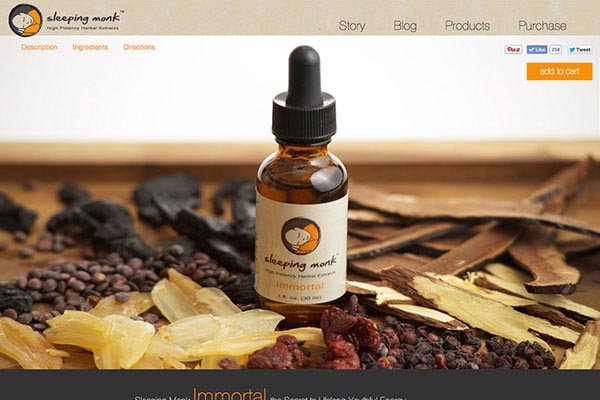 sleeping monk™
High Potency Herbal Extracts
Story Blog Products Purchase
Description Ingredients Directions
Pin it Like Tweet
add to cart
sleeping monk™
High Potency Herbal Extracts
immortal
1 fl. oz. (30 ml)
Sleeping Monk Immortal the Secret to Lifelong Youthful Energy